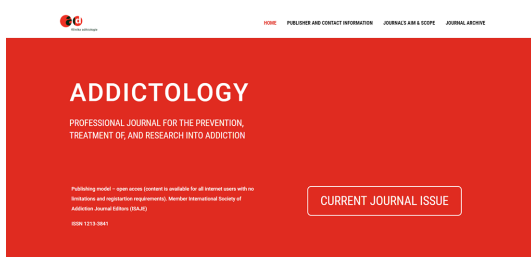 HOME PUBLISHER AND CONTACT INFORMATION JOURNAL'S AIM & SCOPE JOURNAL ARCHIVE
ADDICTOLOGY
PROFESSIONAL JOURNAL FOR THE PREVENTION,
TREATMENT OF, AND RESEARCH INTO ADDICTION
Publishing model – open acces (content is available for all internet users with no
limitations and registartion requirements). Member International Society of
Addiction Journal Editors (ISAJE)
ISSN 1213-3841
CURRENT JOURNAL ISSUE